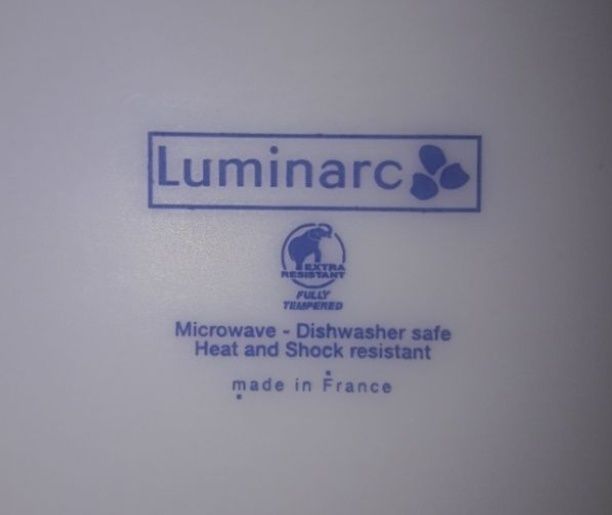 Luminarc
EXTRA
RESISTANT
FULLY
TEMPERED
Microwave - Dishwasher safe
Heat and Shock resistant
made in France